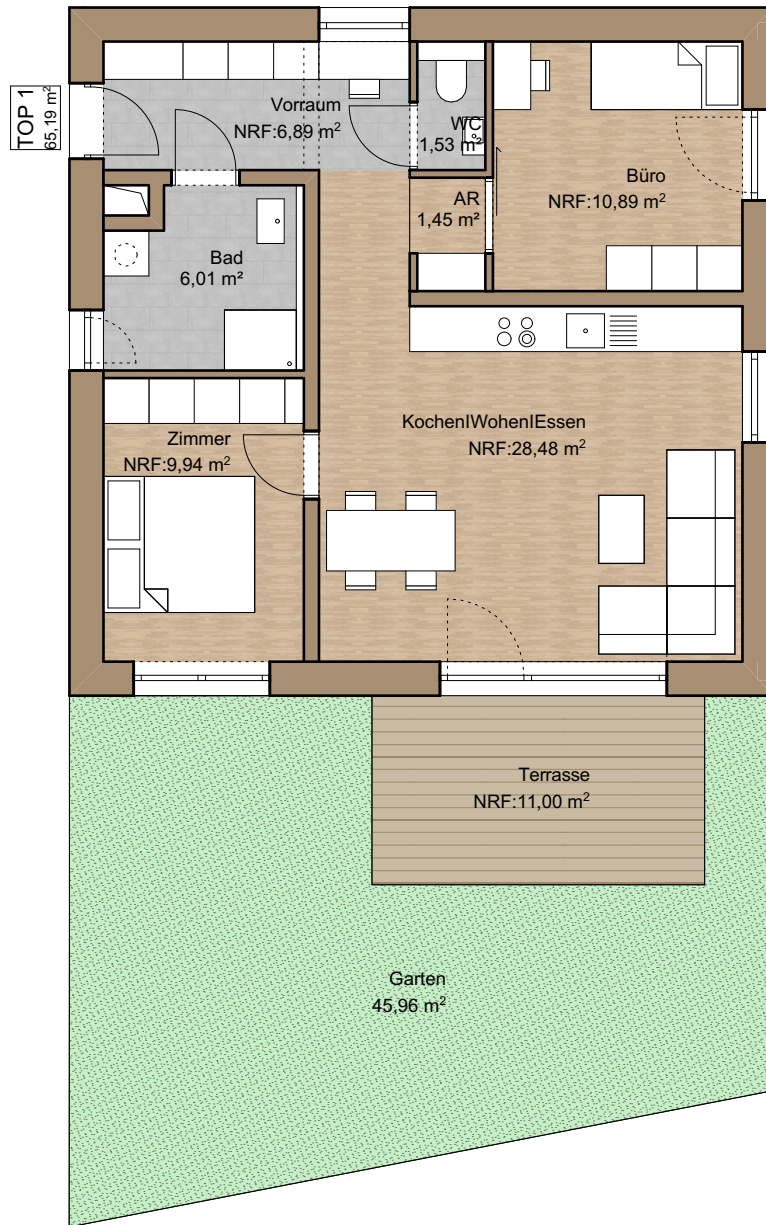 TOP 1
65,19 m²
Vorraum
NRF:6,89 m²
WC
1,53 m²
Büro
NRF:10,89 m²
AR
1,45 m²
Bad
6,01 m²
KochenIWohenIEssen
NRF:28,48 m²
Zimmer
NRF:9,94 m²
Terrasse
NRF:11,00 m²
Garten
45,96 m²